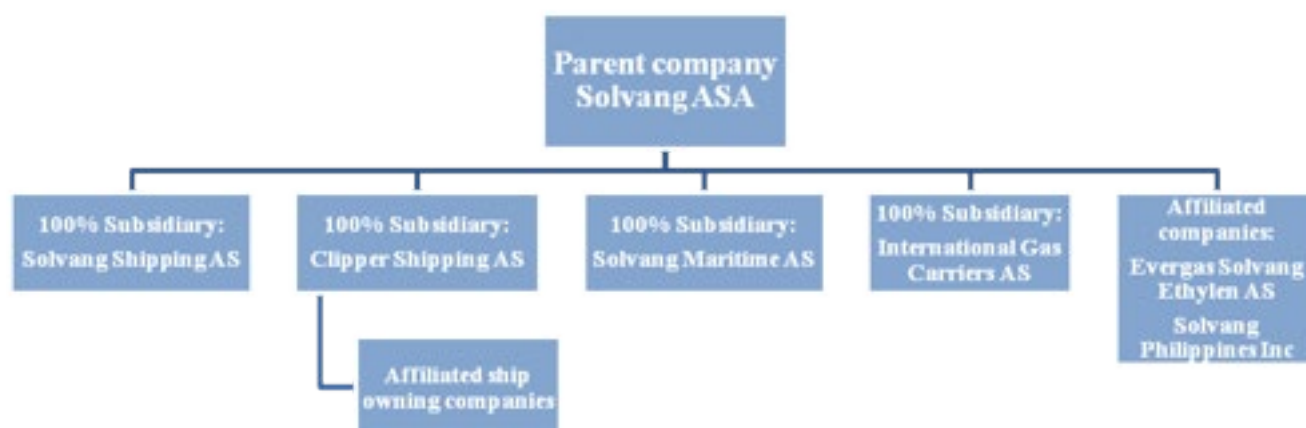 Parent company
Solvang ASA
100% Subsidiary:
Solvang Shipping AS
100% Subsidiary:
Clipper Shipping AS
100% Subsidiary:
Solvang Maritime AS
100% Subsidiary:
International Gas
Carriers AS
Affiliated
companies:
Evergas Solvang
Ethylen AS
Solvang
Philippines Inc
Affiliated ship
owning companies